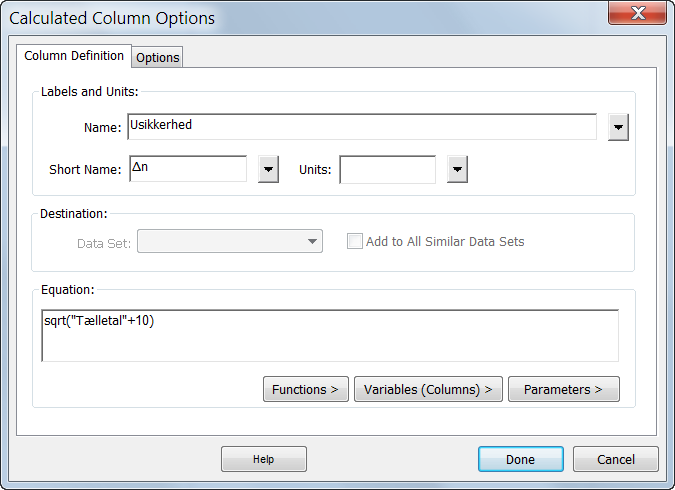 Calculated Column Options
Column Definition Options
Labels and Units:
Name: Usikkerhed
Short Name: Δn Units:
Destination:
Data Set: Add to All Similar Data Sets
Equation:
sqrt("Tælletal"+10)
Functions > Variables (Columns) > Parameters >
Help Done Cancel